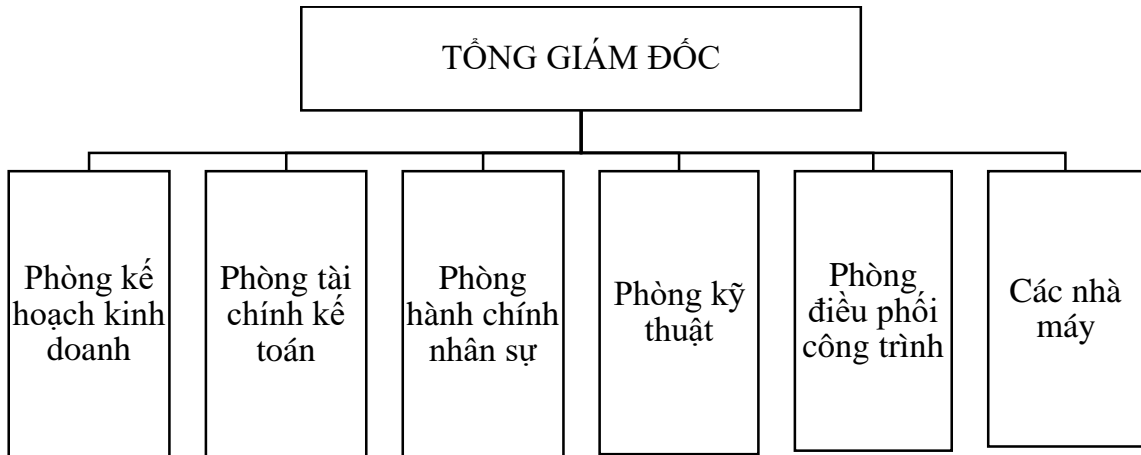 TỔNG GIÁM ĐỐC
Phòng kế
hoạch kinh
doanh
Phòng tài
chính kế
toán
Phòng
hành chính
nhân sự
Phòng kỹ
thuật
Phòng
điều phối
công trình
Các nhà
máy